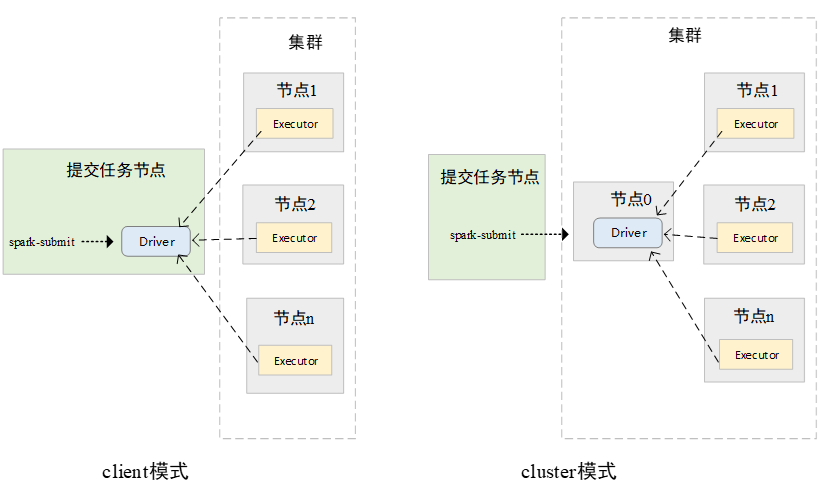 集群
节点1
Executor
提交任务节点
spark-submit
Driver
节点2
Executor
节点n
Executor
client模式
集群
节点1
Executor
提交任务节点
spark-submit
节点0
Driver
节点2
Executor
节点n
Executor
cluster模式